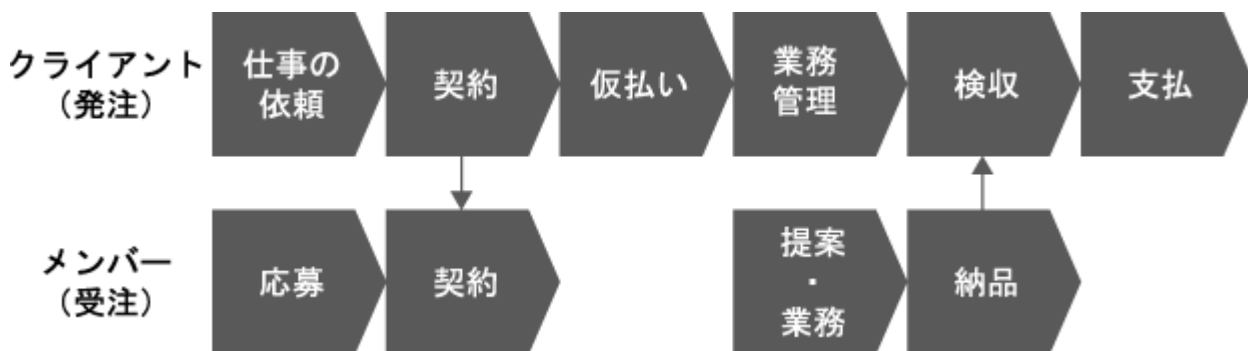 クライアント
（発注）
仕事の
依頼
契約
仮払い
業務
管理
検収
支払
メンバー
（受注）
応募
契約
提案
・
業務
納品